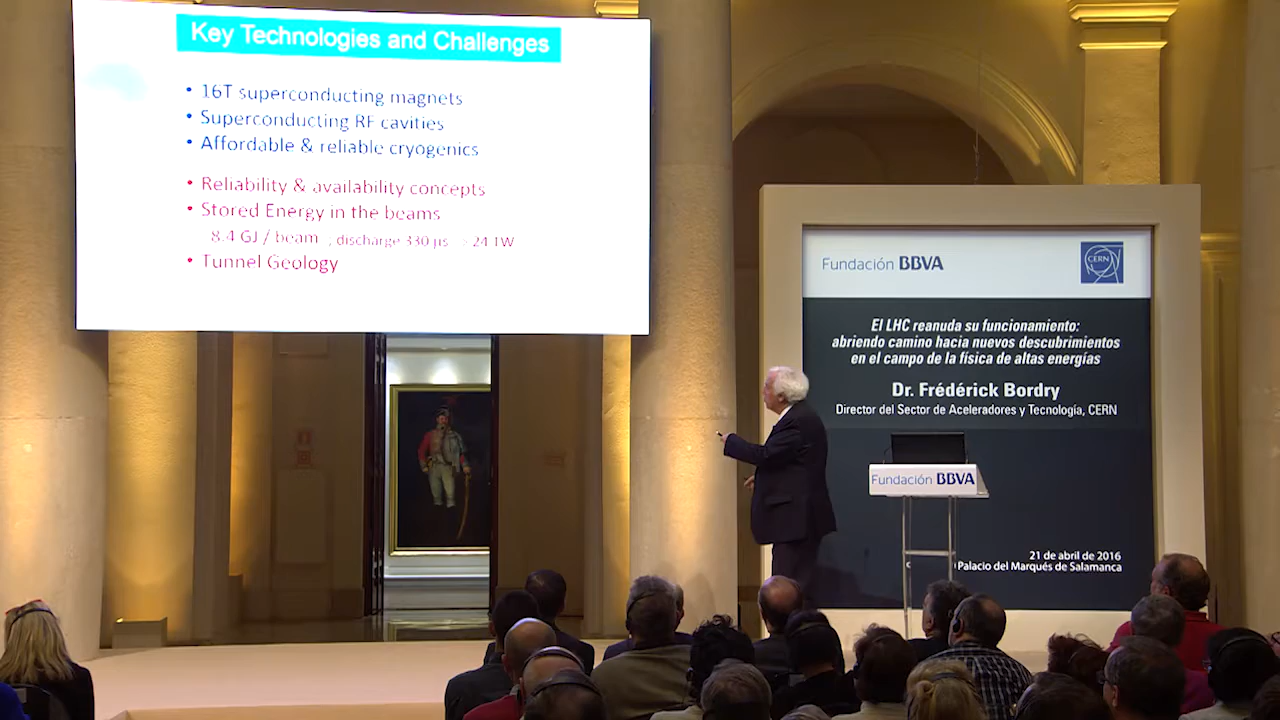 Key Technologies and Challenges
• 16T superconducting magnets
• Superconducting RF cavities
• Affordable & reliable cryogenics
• Reliability & availability concepts
• Stored Energy in the beams
8.4 GJ / beam ; discharge 330 µs -> 24 TW
• Tunnel Geology
Fundación BBVA
CERN
El LHC reanuda su funcionamiento:
abriendo camino hacia nuevos descubrimientos
en el campo de la física de altas energías
Dr. Frédérick Bordry
Director del Sector de Aceleradores y Tecnología, CERN
Fundación BBVA
21 de abril de 2016
Palacio del Marqués de Salamanca